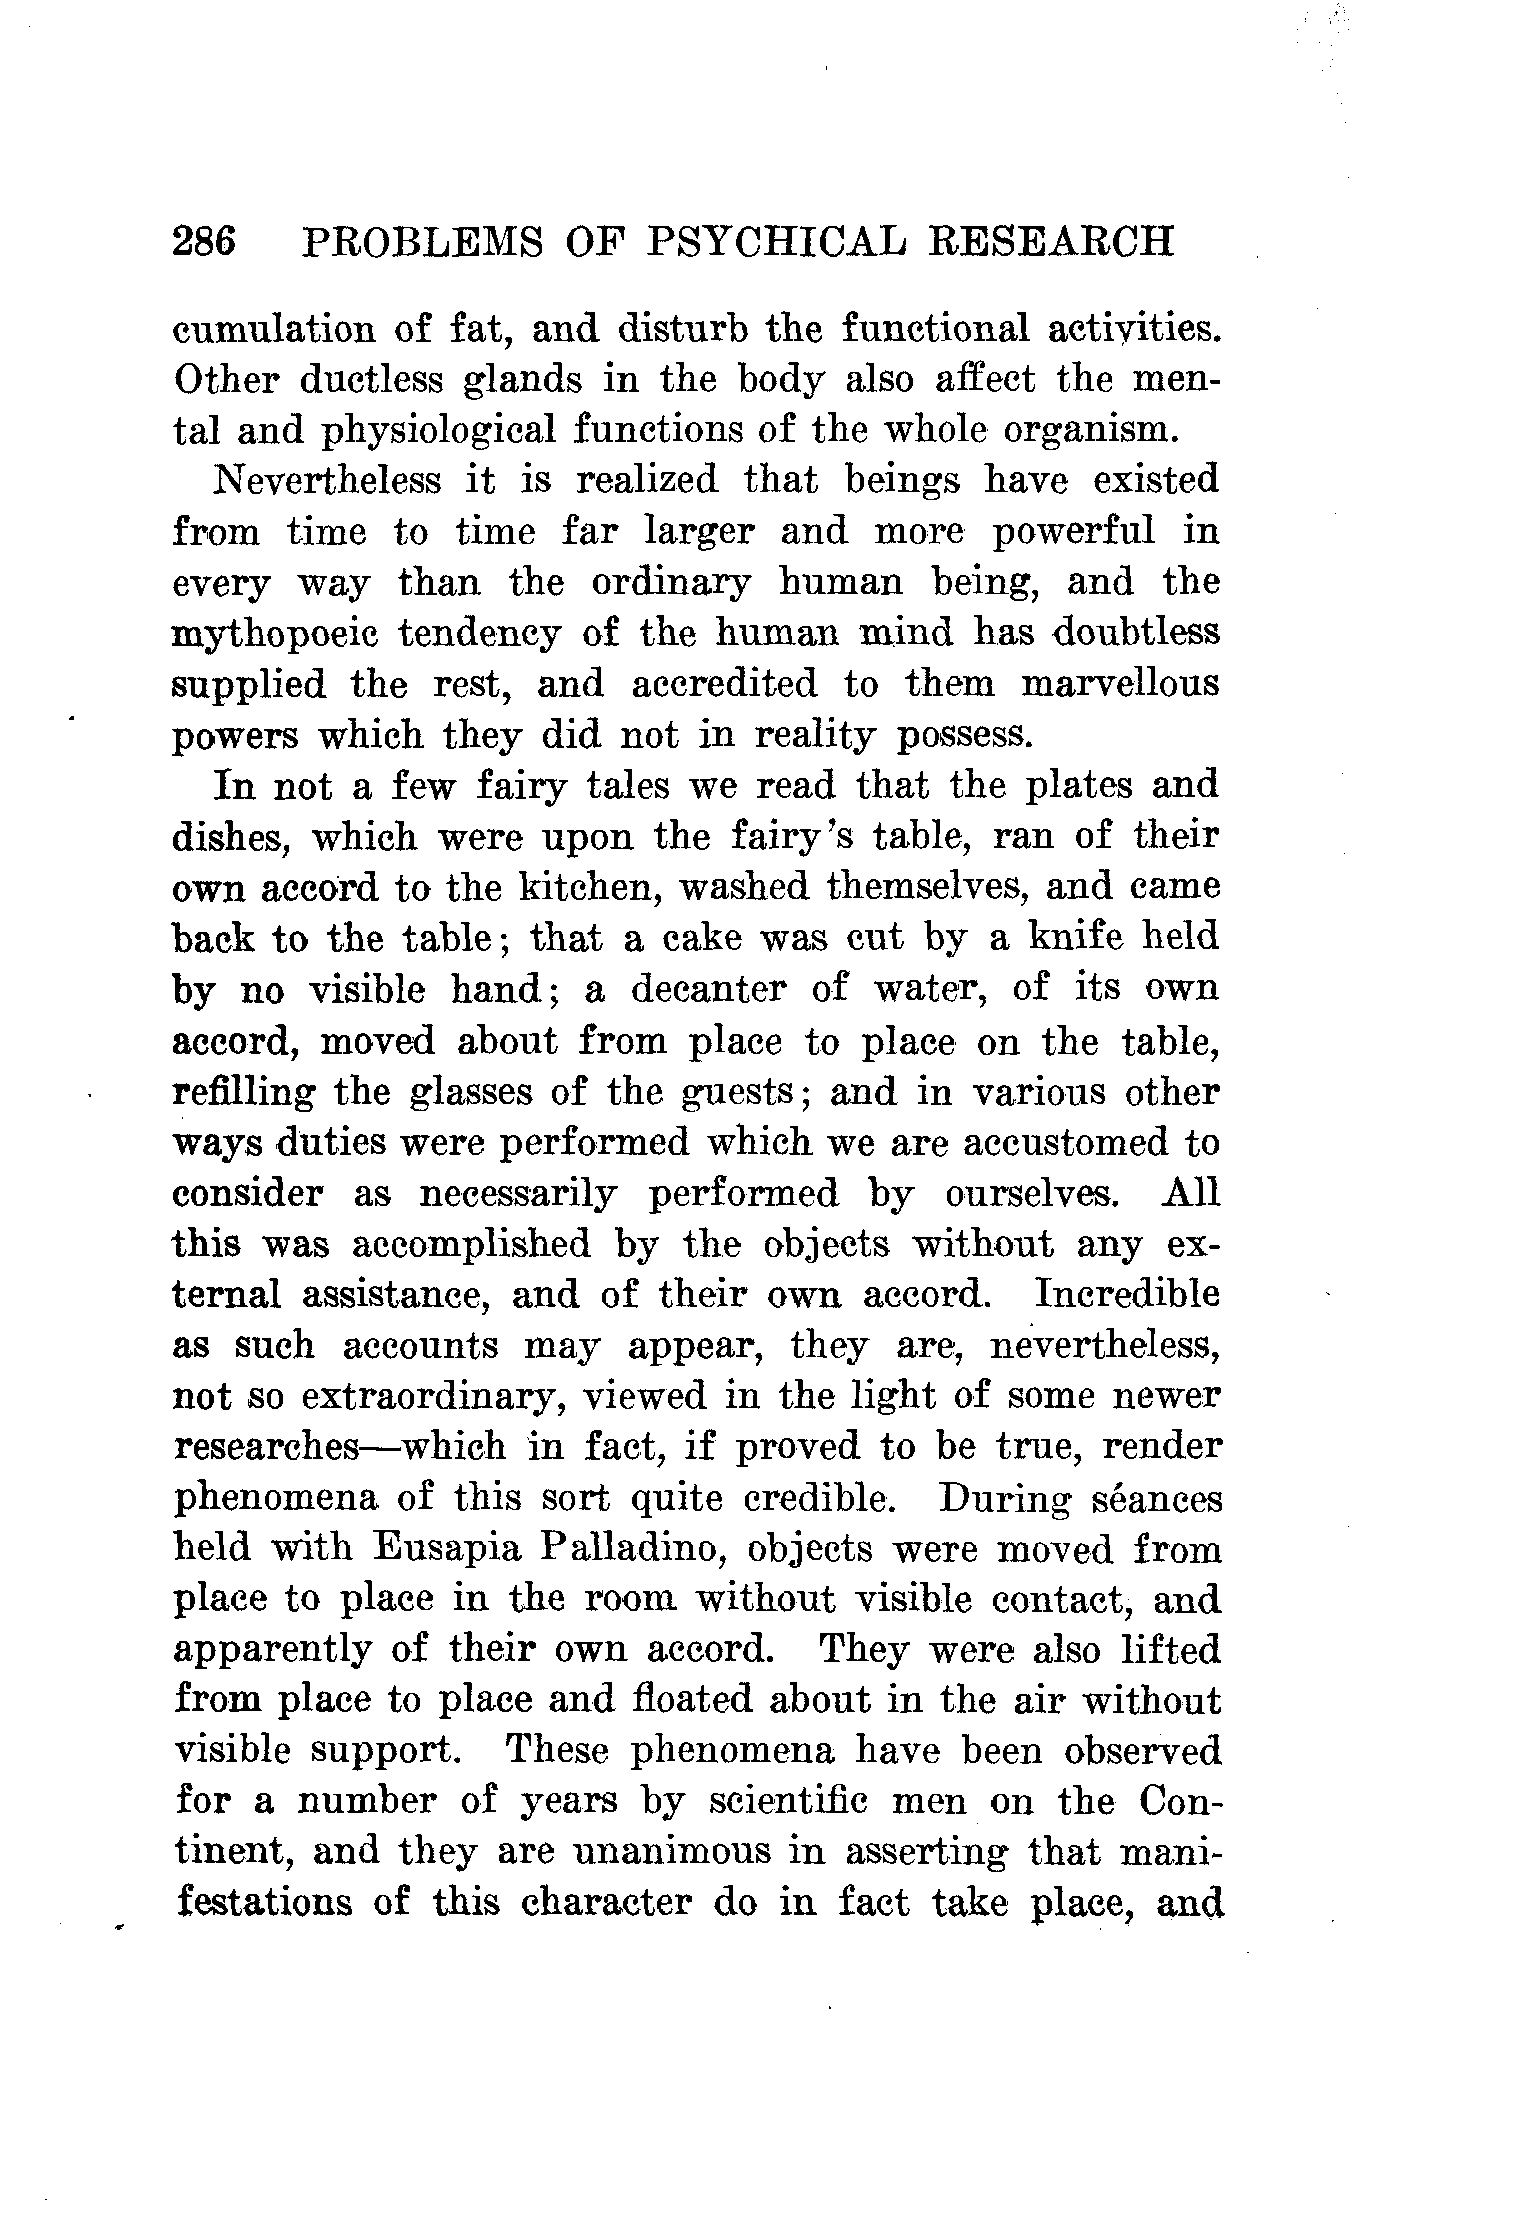 286 PROBLEMS OF PSYCHICAL RESEARCH
cumulation of fat, and disturb the functional activities.
Other ductless glands in the body also affect the men-
tal and physiological functions of the whole organism.
Nevertheless it is realized that beings have existed
from time to time far larger and more powerful in
every way than the ordinary human being, and the
mythopoeic tendency of the human mind has doubtless
supplied the rest, and accredited to them marvellous
powers which they did not in reality possess.
In not a few fairy tales we read that the plates and
dishes, which were upon the fairy's table, ran of their
own accord to the kitchen, washed themselves, and came
back to the table; that a cake was cut by a knife held
by no visible hand; a decanter of water, of its own
accord, moved about from place to place on the table,
refilling the glasses of the guests; and in various other
ways duties were performed which we are accustomed to
consider as necessarily performed by ourselves. All
this was accomplished by the objects without any ex-
ternal assistance, and of their own accord. Incredible
as such accounts may appear, they are, nevertheless,
not so extraordinary, viewed in the light of some newer
researches—which in fact, if proved to be true, render
phenomena of this sort quite credible. During séances
held with Eusapia Palladino, objects were moved from
place to place in the room without visible contact, and
apparently of their own accord. They were also lifted
from place to place and floated about in the air without
visible support. These phenomena have been observed
for a number of years by scientific men on the Con-
tinent, and they are unanimous in asserting that mani-
festations of this character do in fact take place, and